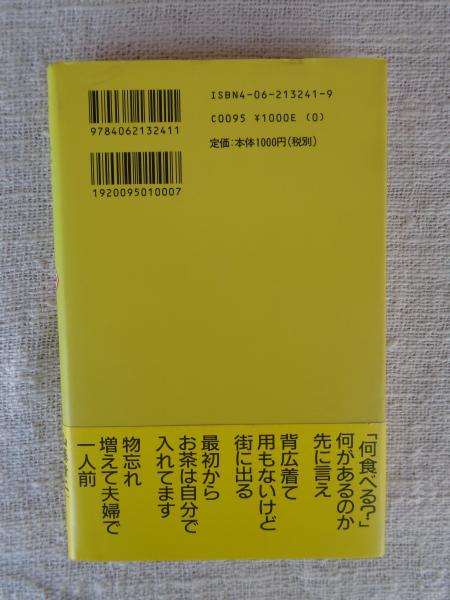 ISBN4-06-213241-9
C0095 ¥1000E (0)
定価:本体1000円(税別)
9784062132411
1920095010007
「何食べる?」
何があるのか
先に言え
背広着て
用もないけど
街に出る
最初から
お茶は自分で
入れてます
物忘れ
増えて夫婦で
一人前